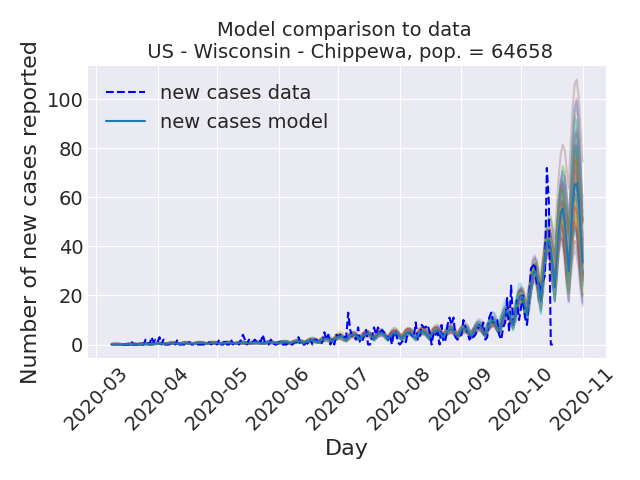 Model comparison to data
US - Wisconsin - Chippewa, pop. = 64658
Number of new cases reported
100
80
60
40
20
0
new cases data
new cases model
2020-03
2020-04
2020-05
2020-06
2020-07
2020-08
2020-09
2020-10
2020-11
Day